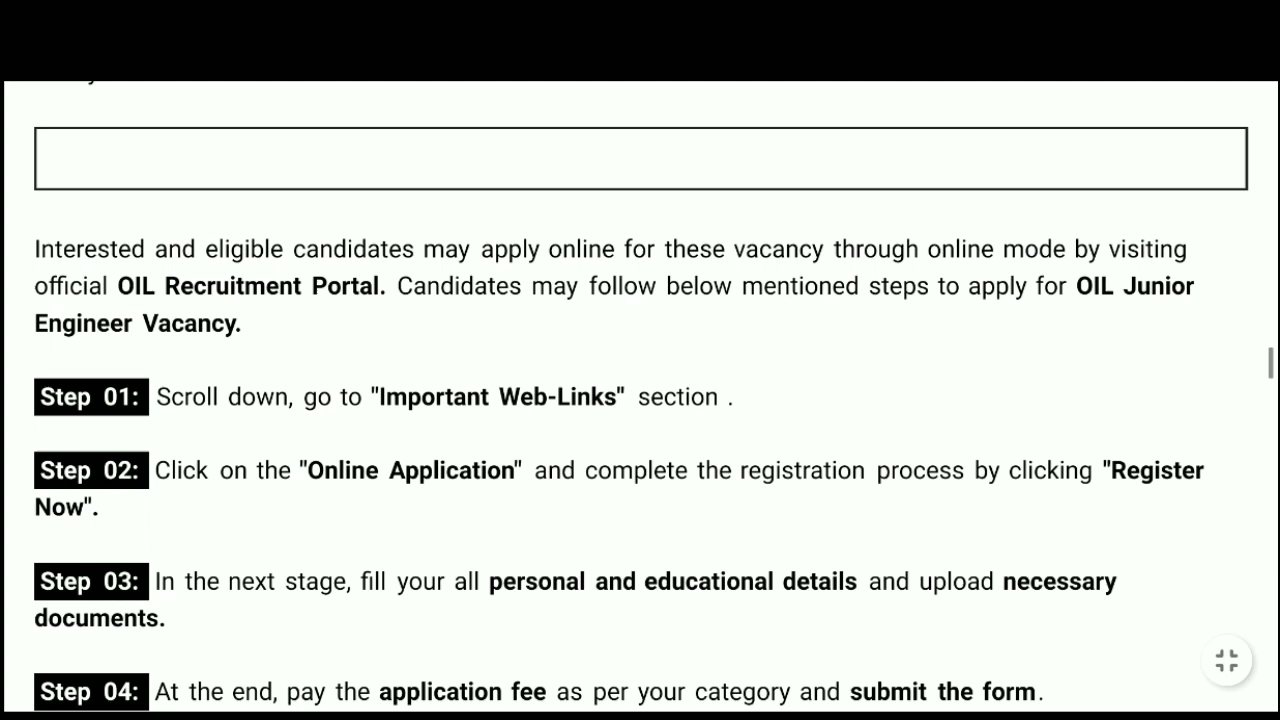 Interested and eligible candidates may apply online for these vacancy through online mode by visiting
official OIL Recruitment Portal. Candidates may follow below mentioned steps to apply for OIL Junior
Engineer Vacancy.
Step 01: Scroll down, go to "Important Web-Links" section .
Step 02: Click on the "Online Application" and complete the registration process by clicking "Register
Now".
Step 03: In the next stage, fill your all personal and educational details and upload necessary
documents.
Step 04: At the end, pay the application fee as per your category and submit the form.